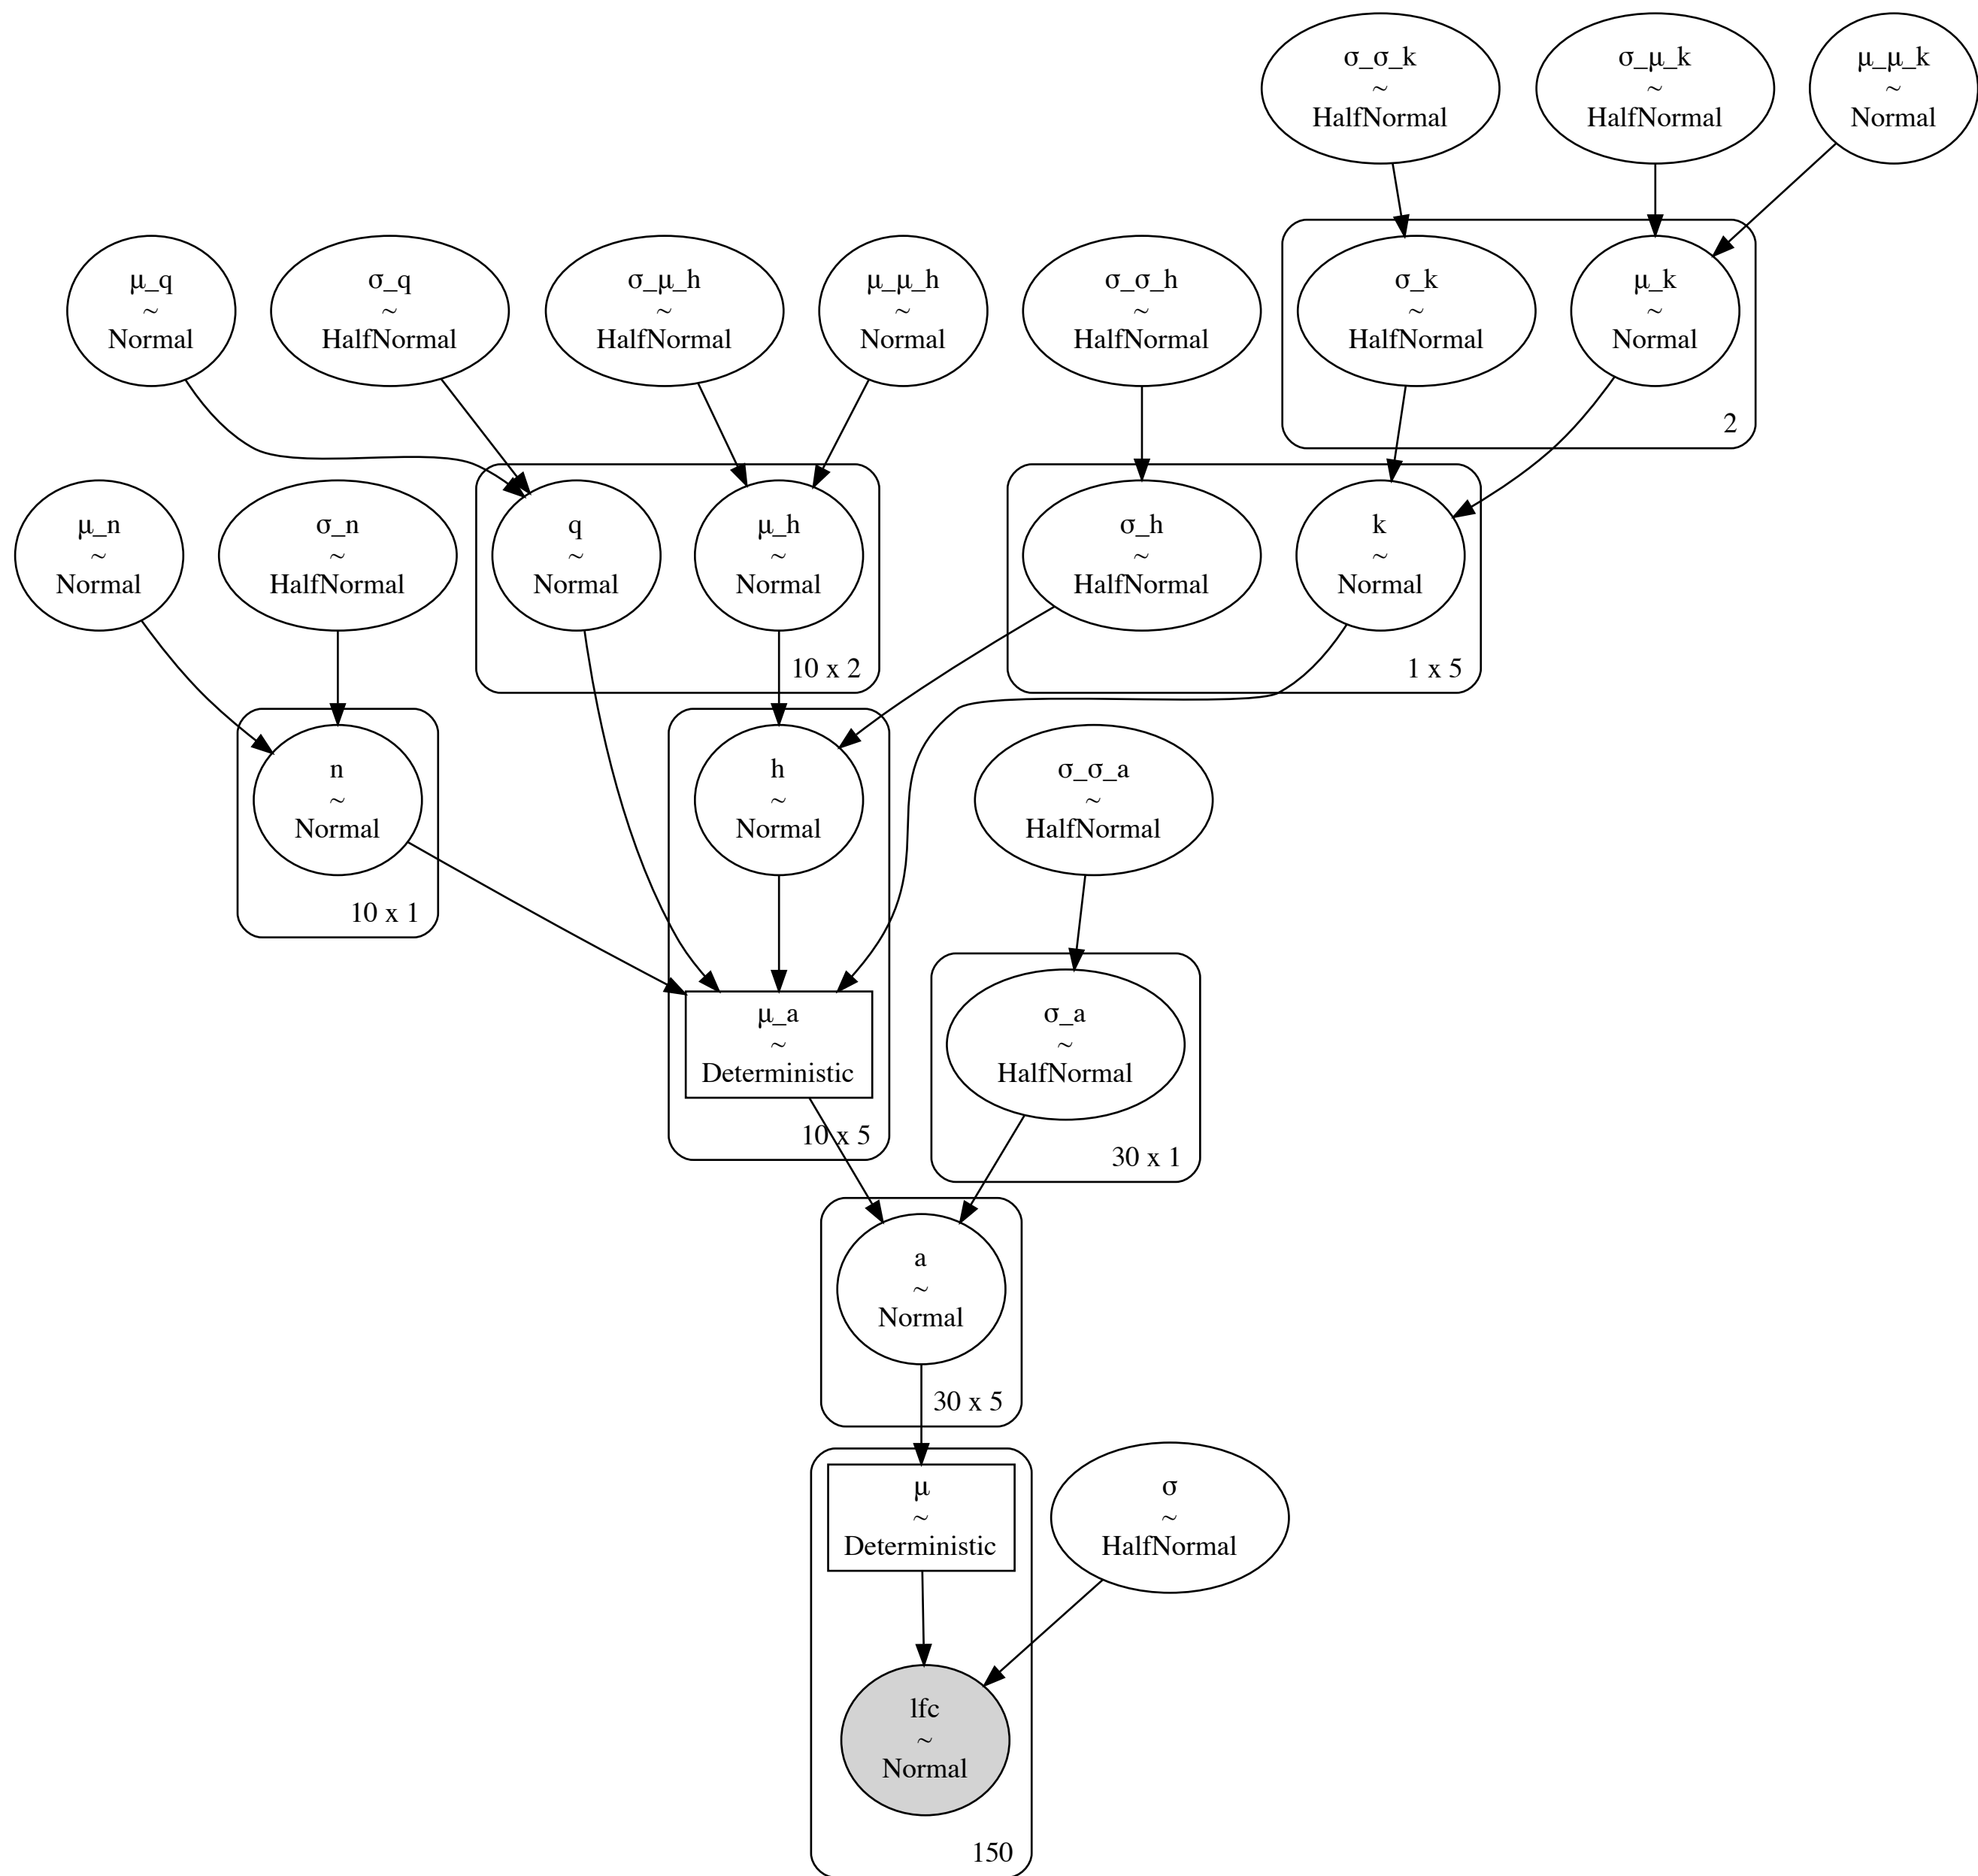 σ_σ_k
~
HalfNormal
σ_μ_k
~
HalfNormal
μ_μ_k
~
Normal
μ_q
~
Normal
σ_q
~
HalfNormal
σ_μ_h
~
HalfNormal
μ_μ_h
~
Normal
σ_σ_h
~
HalfNormal
σ_k
~
HalfNormal
μ_k
~
Normal
2
μ_n
~
Normal
σ_n
~
HalfNormal
q
~
Normal
μ_h
~
Normal
10 x 2
σ_h
~
HalfNormal
k
~
Normal
1 x 5
n
~
Normal
10 x 1
h
~
Normal
σ_σ_a
~
HalfNormal
μ_a
~
Deterministic
10 x 5
σ_a
~
HalfNormal
30 x 1
a
~
Normal
30 x 5
μ
~
Deterministic
σ
~
HalfNormal
lfc
~
Normal
150